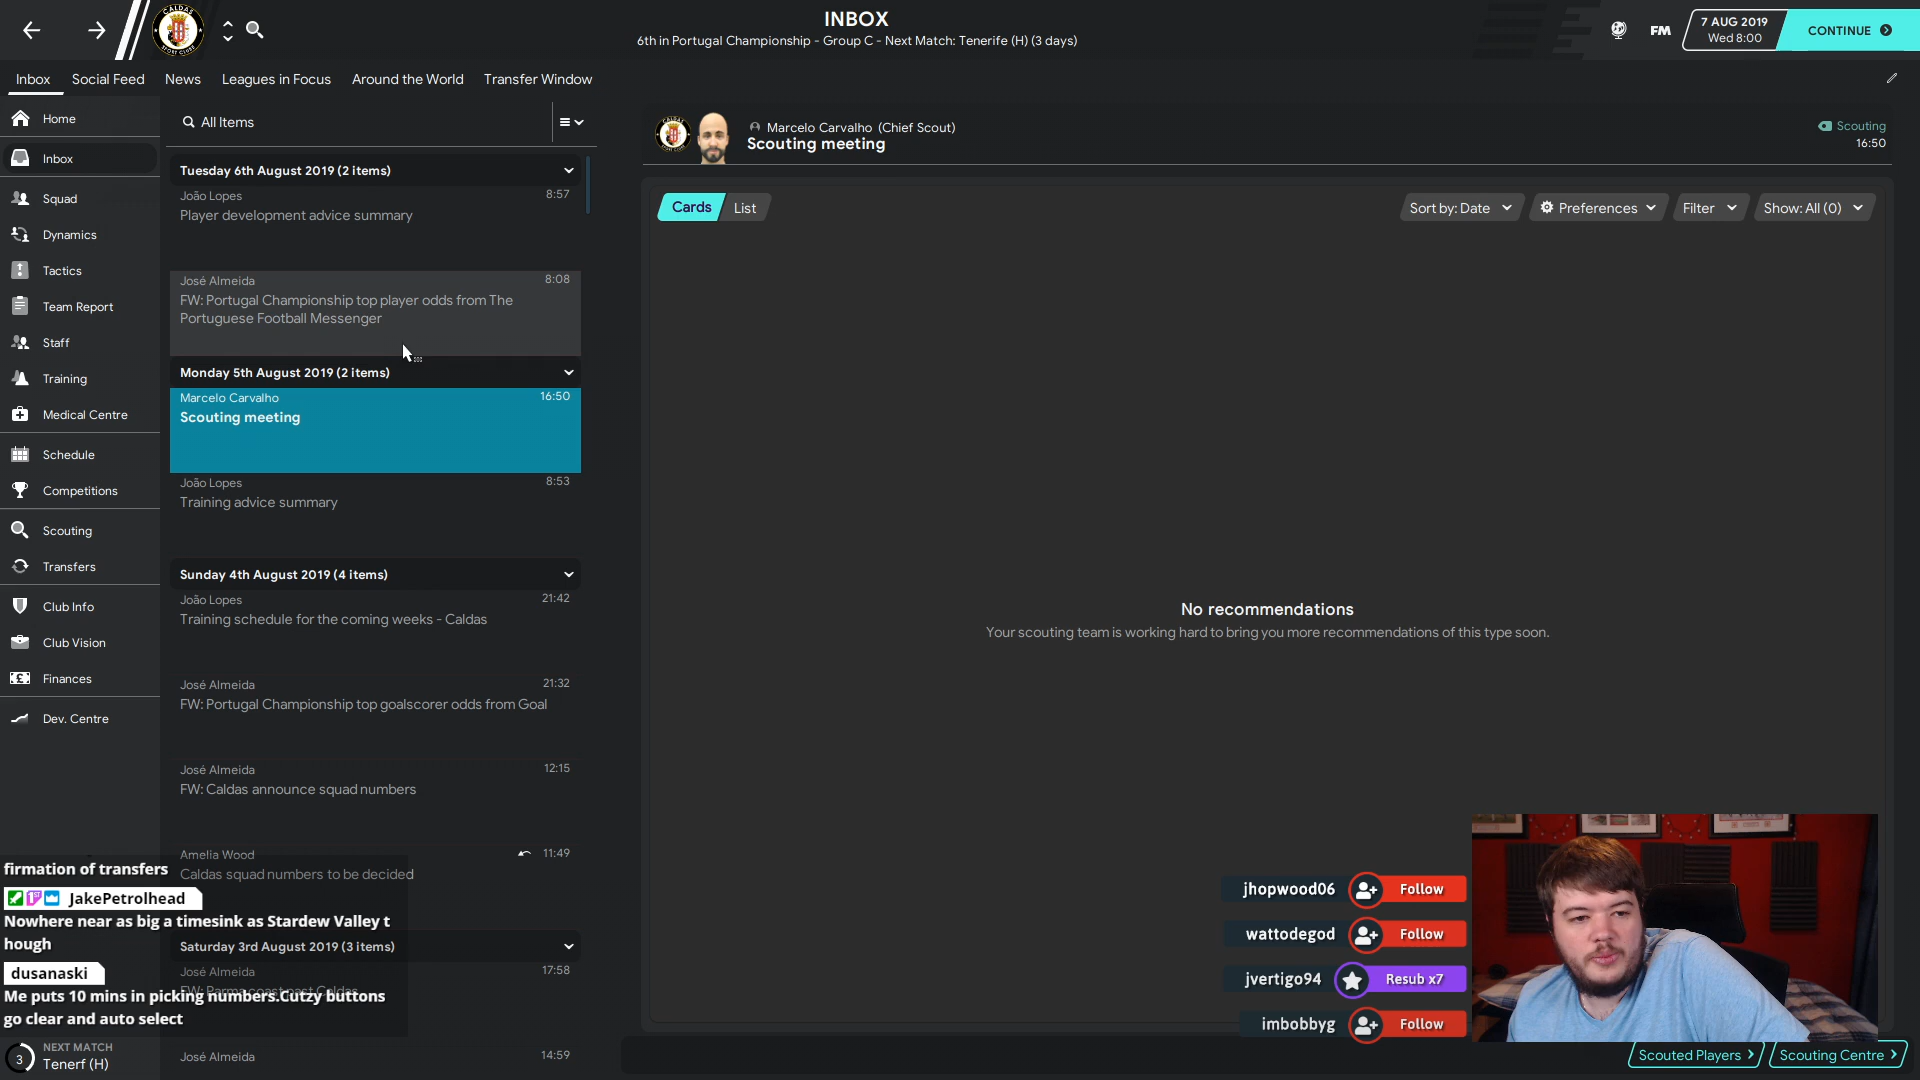 INBOX
6th in Portugal Championship - Group C - Next Match: Tenerife (H) (3 days)
FM
7 AUG 2019
Wed 8:00
CONTINUE
Inbox Social Feed News Leagues in Focus Around the World Transfer Window
Home
Inbox
Squad
Dynamics
Tactics
Team Report
Staff
Training
Medical Centre
Schedule
Competitions
Scouting
Transfers
Club Info
Club Vision
Finances
Dev. Centre
All Items
Tuesday 6th August 2019 (2 items)
João Lopes 8:57
Player development advice summary
José Almeida 8:08
FW: Portugal Championship top player odds from The
Portuguese Football Messenger
Monday 5th August 2019 (2 items)
Marcelo Carvalho 16:50
Scouting meeting
João Lopes 8:53
Training advice summary
Sunday 4th August 2019 (4 items)
João Lopes 21:42
Training schedule for the coming weeks - Caldas
José Almeida 21:32
FW: Portugal Championship top goalscorer odds from Goal
José Almeida 12:15
FW: Caldas announce squad numbers
Amelia Wood 11:49
Caldas squad numbers to be decided
Saturday 3rd August 2019 (3 items)
José Almeida 17:58
FW: Parma coast past Caldas
José Almeida 14:59
Marcelo Carvalho (Chief Scout)
Scouting meeting
Scouting
16:50
Cards List
Sort by: Date Preferences Filter Show: All (0)
No recommendations
Your scouting team is working hard to bring you more recommendations of this type soon.
firmation of transfers
JakePetrolhead
Nowhere near as big a timesink as Stardew Valley t
hough
dusanaski
Me puts 10 mins in picking numbers.Cutzy buttons
go clear and auto select
3
NEXT MATCH
Tenerf (H)
jhopwood06 Follow
wattodegod Follow
jvertigo94 Resub x7
imbobbyg Follow
Scouted Players Scouting Centre